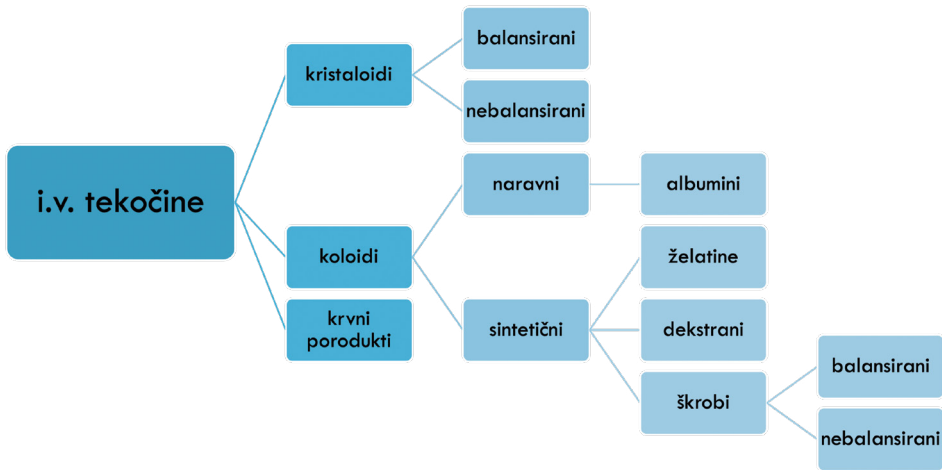 i.v. tekočine
kristaloidi
balansirani
nebalansirani
koloidi
naravni
albumini
sintetični
želatine
dekstrani
škrobi
balansirani
nebalansirani
krvni
porodukti